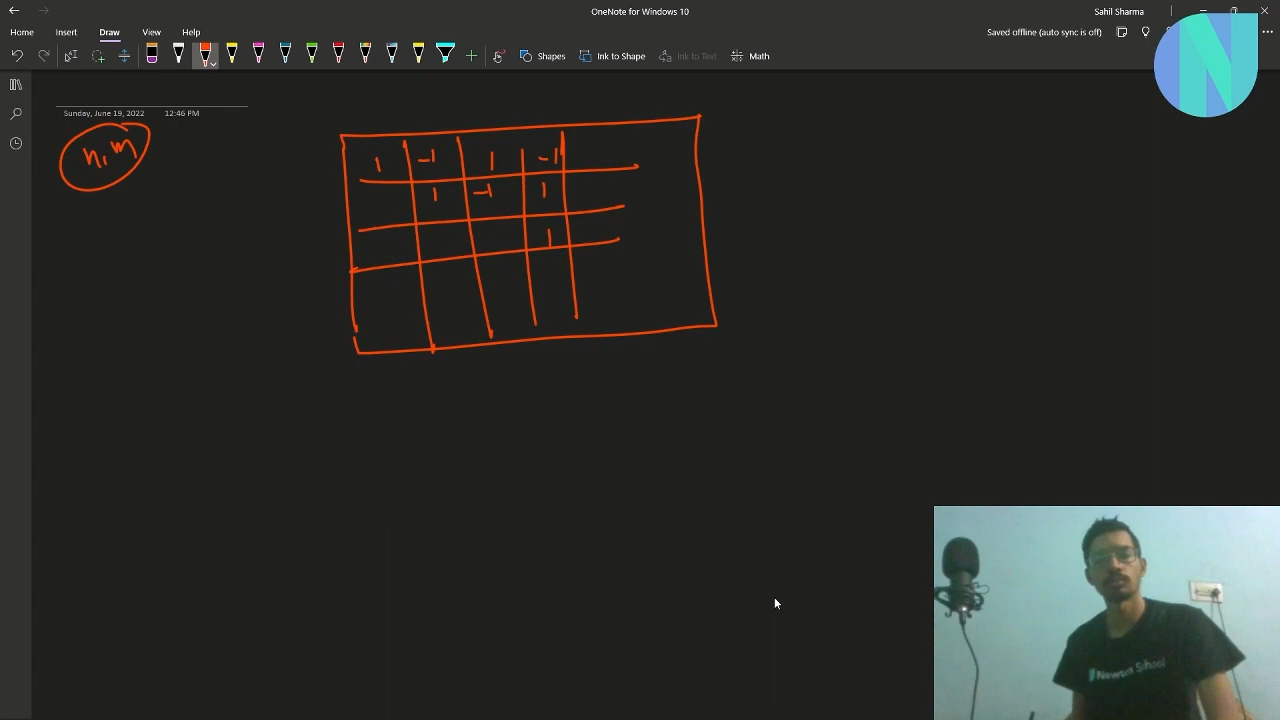 OneNote for Windows 10
Sahil Sharma
Home Insert Draw View Help
Saved offline (auto sync is off)
Shapes Ink to Shape Ink to Text Math
Sunday, June 19, 2022 12:46 PM
n, m
1 -1 1 -1
1 -1 1
1
Newton School